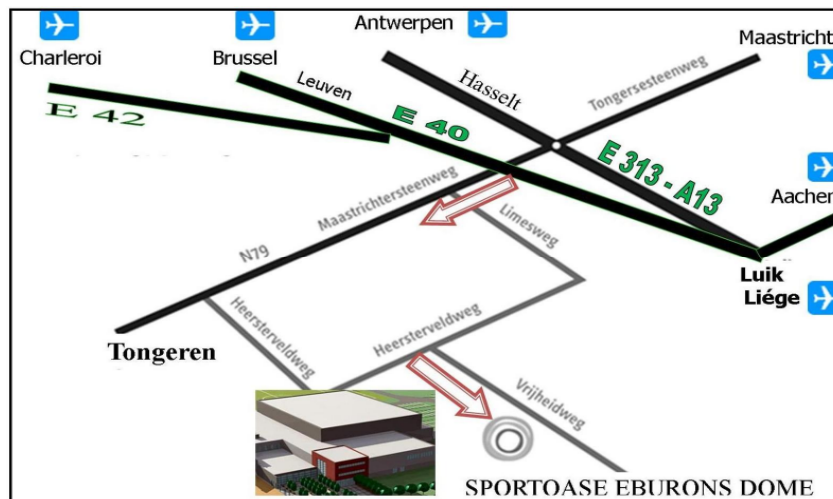 Antwerpen
Charleroi
Brussel
Maastricht
Leuven
Hasselt
Tongersesteenweg
E 42
E 40
E 313 - A13
Aachen
Maastrichtersteenweg
Limesweg
N79
Luik
Liége
Heersterveldweg
Heersterveldweg
Tongeren
Vrijheidweg
SPORTOASE EBURONS DOME